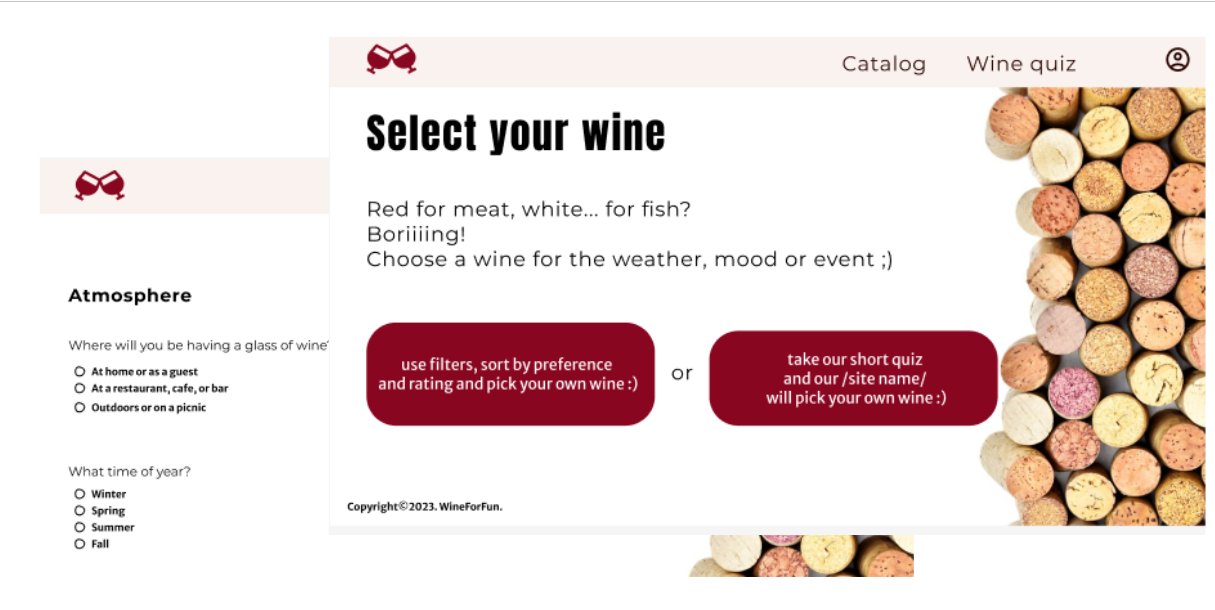 Catalog
Wine quiz
Select your wine
Red for meat, white... for fish?
Boriiiing!
Choose a wine for the weather, mood or event ;)
use filters, sort by preference
and rating and pick your own wine :)
or
take our short quiz
and our /site name/
will pick your own wine :)
Copyright©2023. WineForFun.
Atmosphere
Where will you be having a glass of wine?
At home or as a guest
At a restaurant, cafe, or bar
Outdoors or on a picnic
What time of year?
Winter
Spring
Summer
Fall